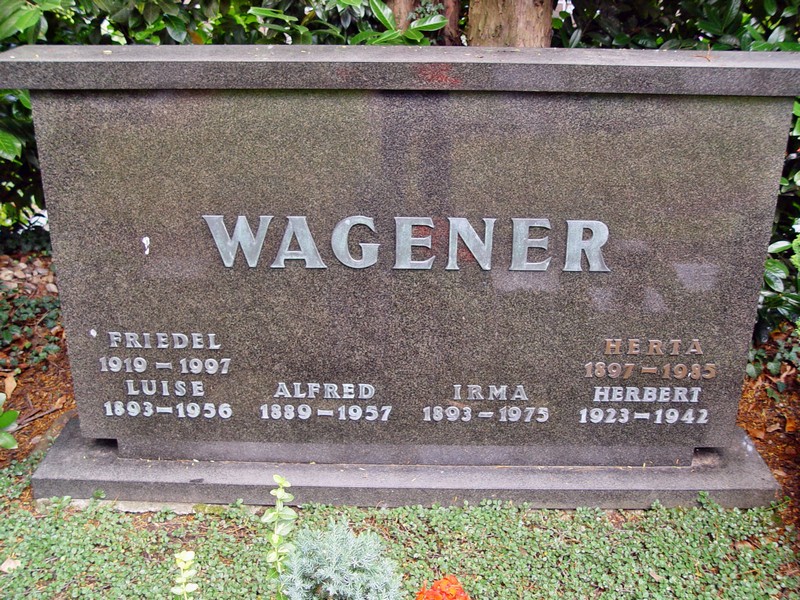 WAGENER
FRIEDEL
1919-1997
LUISE
1893-1956
ALFRED
1889-1957
IRMA
1893-1975
HERTA
1897-1985
HERBERT
1923-1942